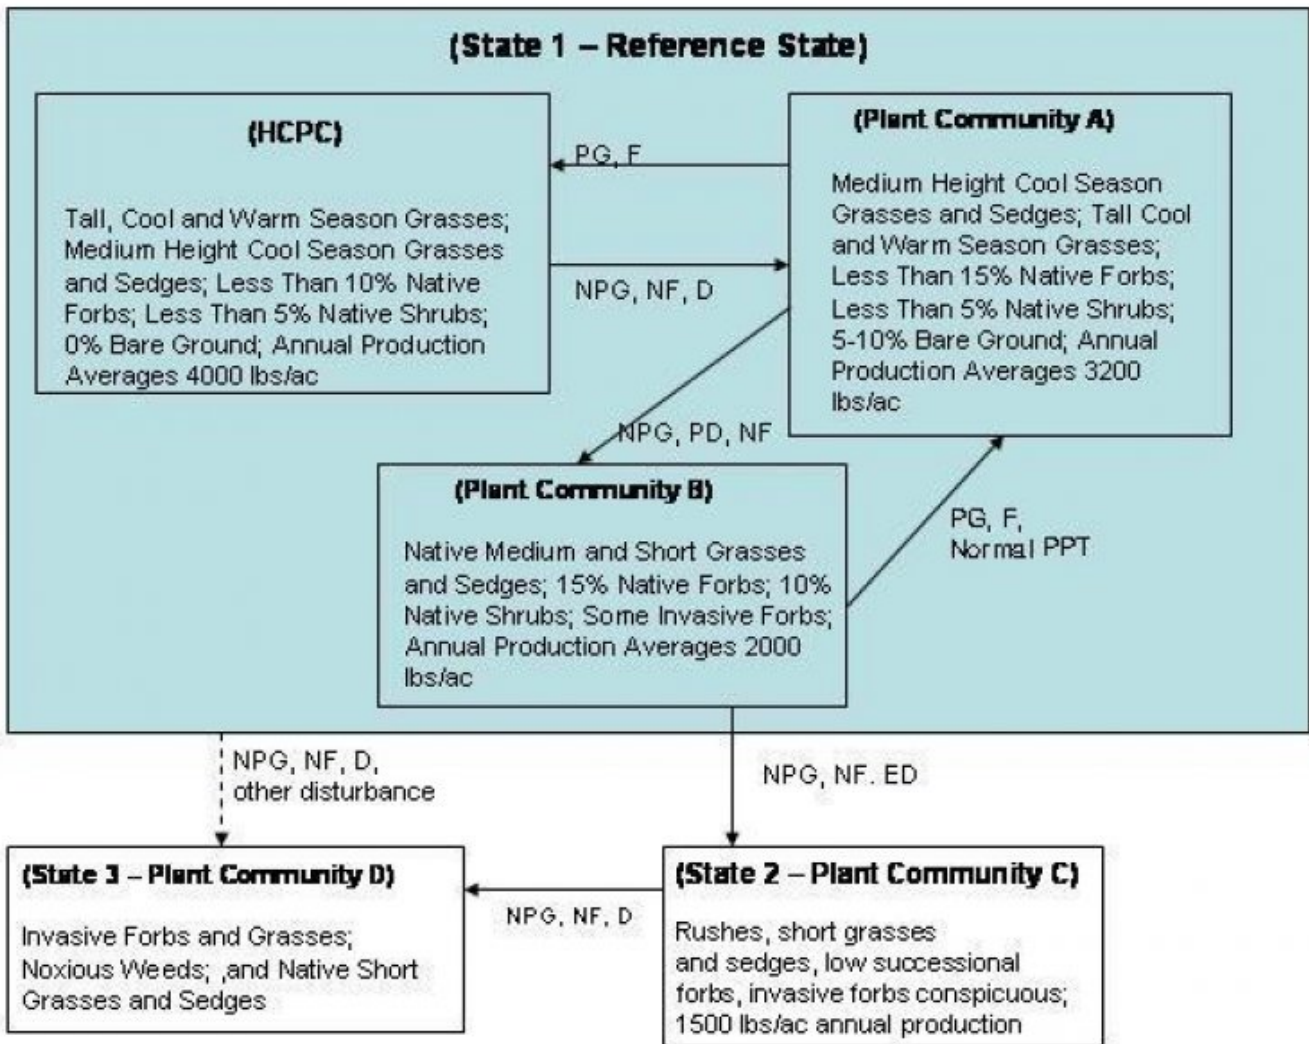 (State 1 – Reference State)
(HCPC)
Tall, Cool and Warm Season Grasses;
Medium Height Cool Season Grasses
and Sedges; Less Than 10% Native
Forbs; Less Than 5% Native Shrubs;
0% Bare Ground; Annual Production
Averages 4000 lbs/ac
PG, F
NPG, NF, D
(Plant Community A)
Medium Height Cool Season
Grasses and Sedges; Tall Cool
and Warm Season Grasses;
Less Than 15% Native Forbs;
Less Than 5% Native Shrubs;
5-10% Bare Ground; Annual
Production Averages 3200
lbs/ac
NPG, PD, NF
(Plant Community B)
Native Medium and Short Grasses
and Sedges; 15% Native Forbs; 10%
Native Shrubs; Some Invasive Forbs;
Annual Production Averages 2000
lbs/ac
PG, F,
Normal PPT
NPG, NF, D,
other disturbance
NPG, NF. ED
(State 3 – Plant Community D)
Invasive Forbs and Grasses;
Noxious Weeds; ,and Native Short
Grasses and Sedges
NPG, NF, D
(State 2 – Plant Community C)
Rushes, short grasses
and sedges, low successional
forbs, invasive forbs conspicuous;
1500 lbs/ac annual production